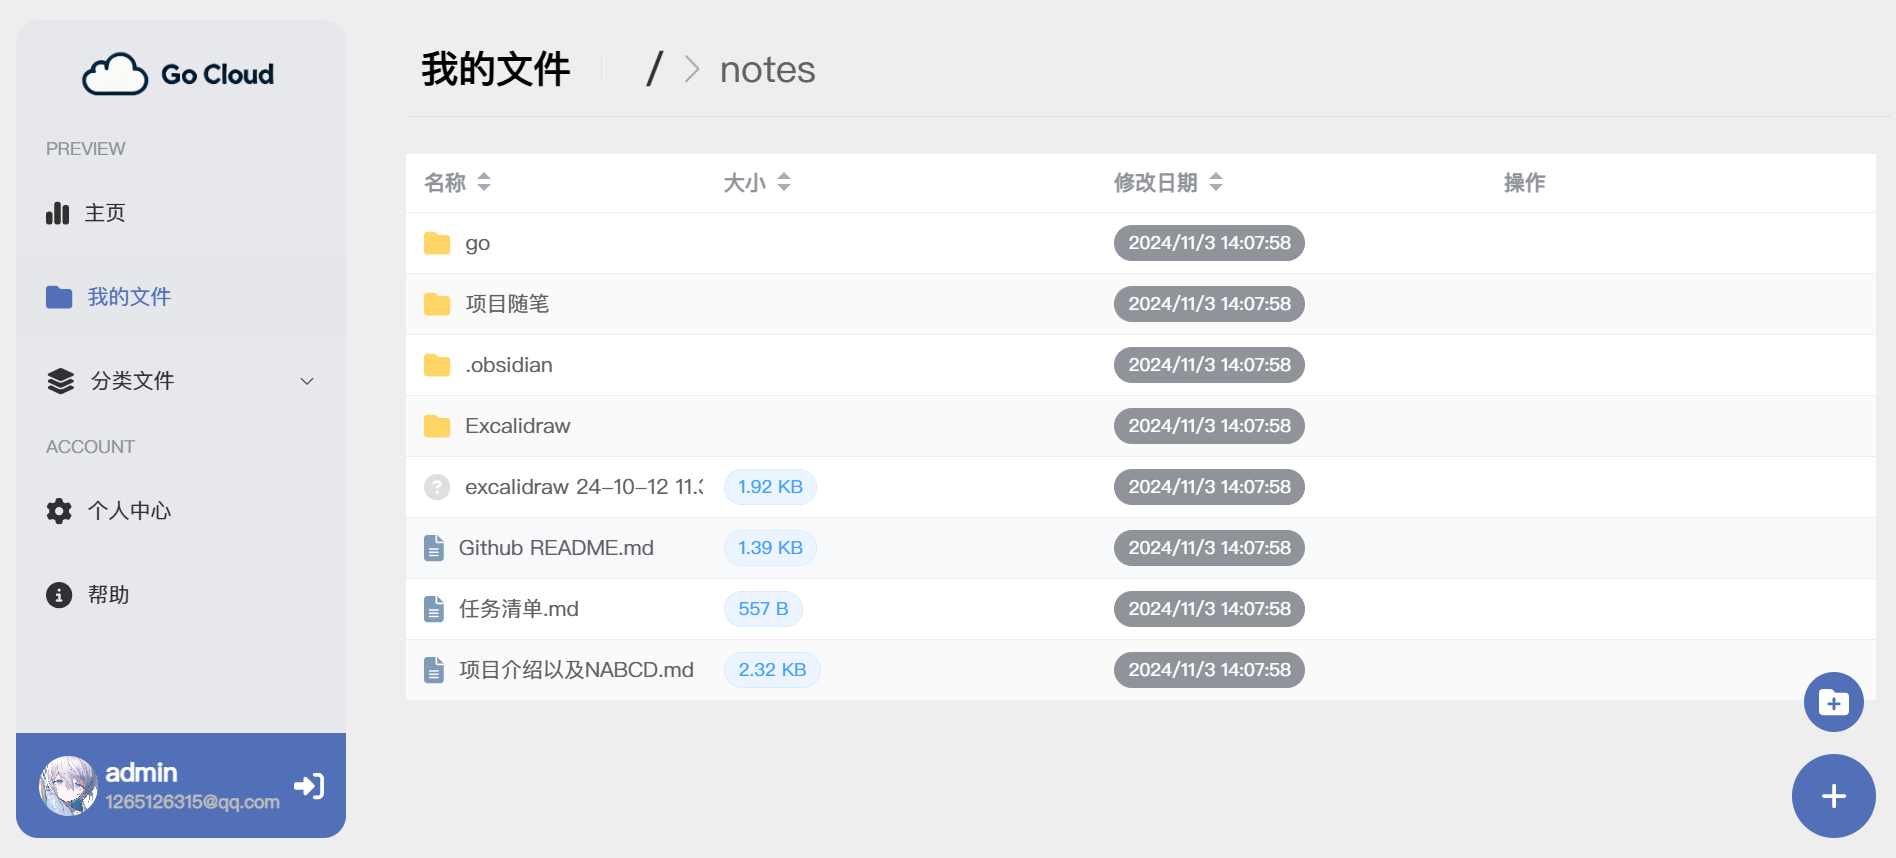 Go Cloud
PREVIEW
主页
我的文件
分类文件
ACCOUNT
个人中心
帮助
admin
1265126315@qq.com
我的文件 / > notes
名称 大小 修改日期 操作
go 2024/11/3 14:07:58
项目随笔 2024/11/3 14:07:58
.obsidian 2024/11/3 14:07:58
Excalidraw 2024/11/3 14:07:58
excalidraw 24-10-12 11. 1.92 KB 2024/11/3 14:07:58
Github README.md 1.39 KB 2024/11/3 14:07:58
任务清单.md 557 B 2024/11/3 14:07:58
项目介绍以及NABCD.md 2.32 KB 2024/11/3 14:07:58